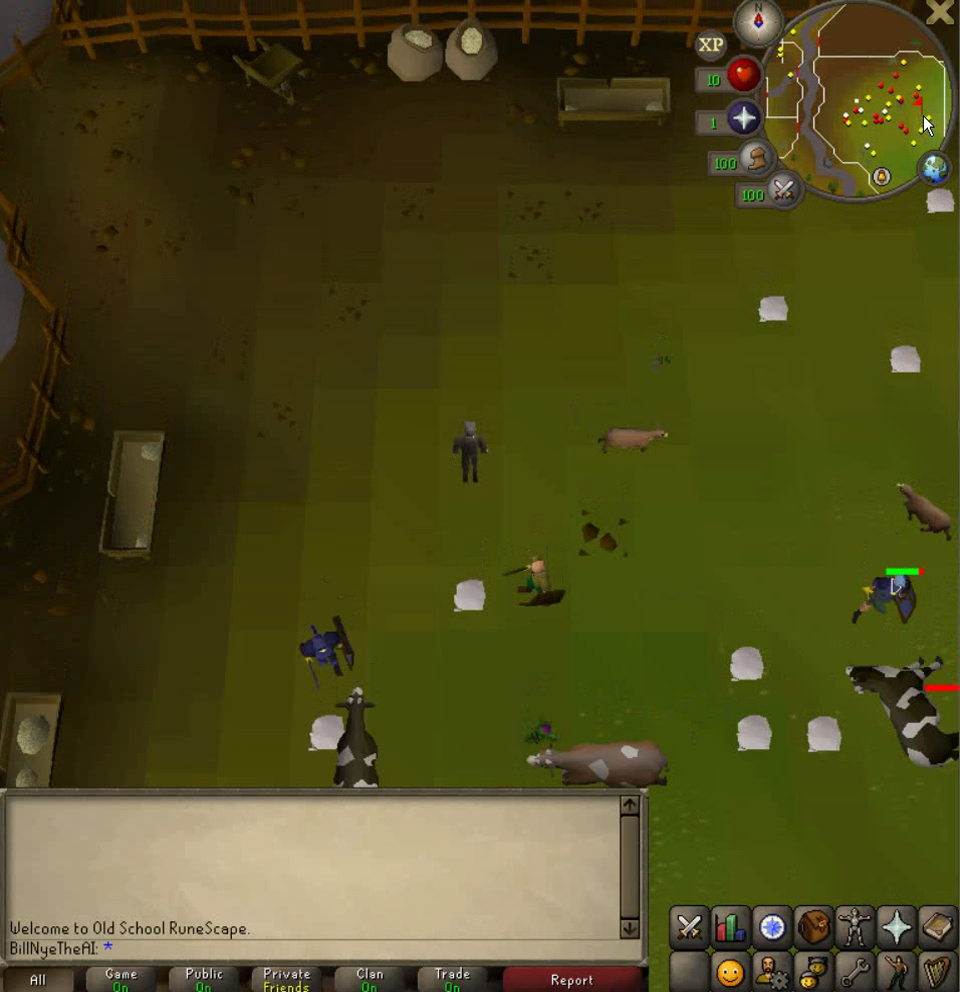 N
XP
10
1
100
100
Welcome to Old School RuneScape.
BillNyeTheAI: *
All
Game
On
Public
On
Private
Friends
Clan
On
Trade
On
Report